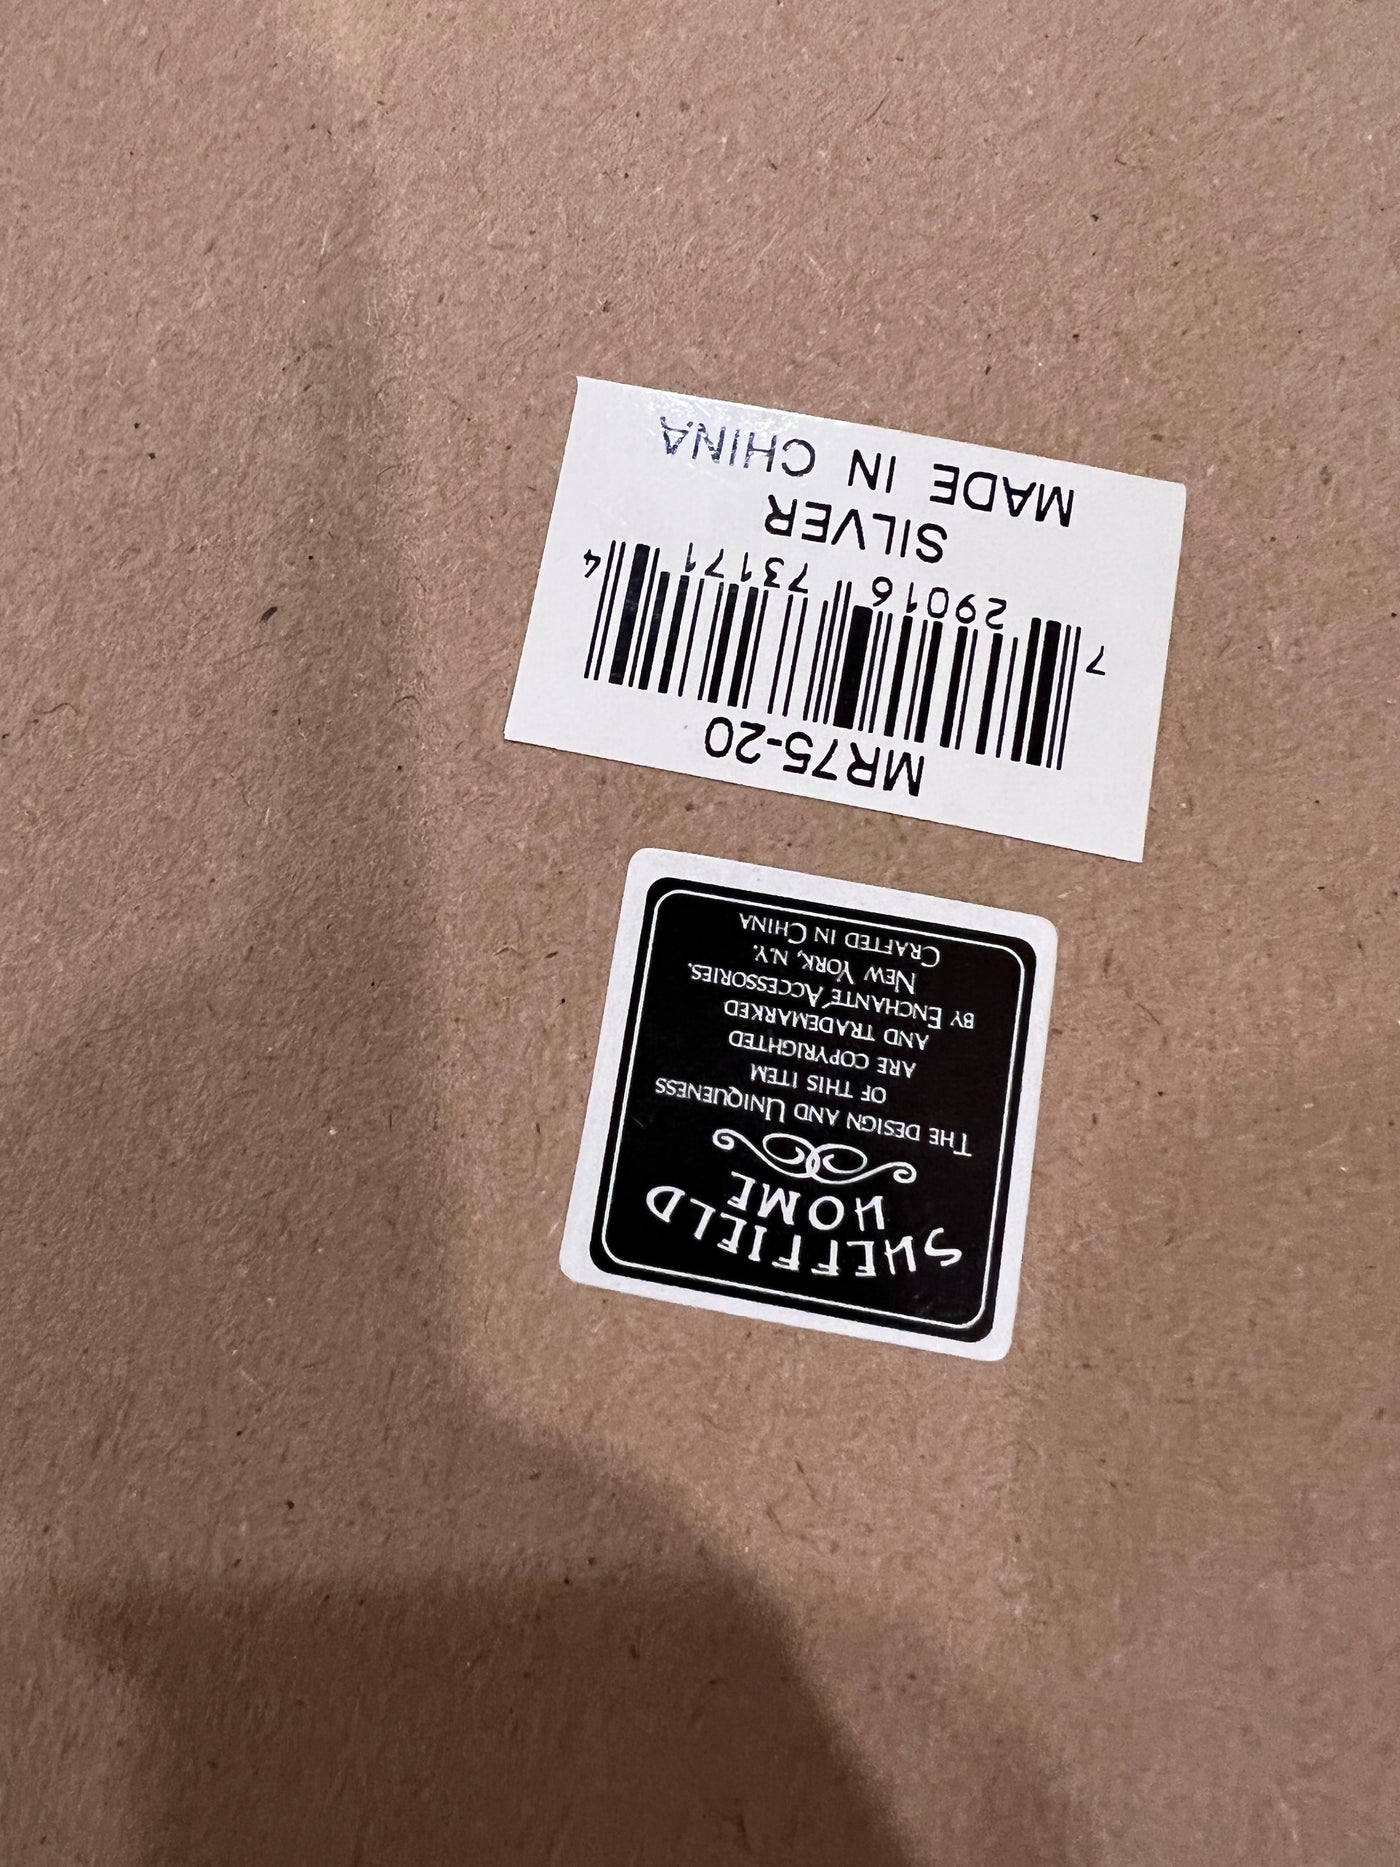 SHEFFIELD
HOME
THE DESIGN AND UNIQUENESS
OF THIS ITEM
ARE COPYRIGHTED
AND TRADEMARKED
BY ENCHANTÉ ACCESSORIES.
NEW YORK, N.Y.
CRAFTED IN CHINA
MR75-20
7 29016 73171 4
SILVER
MADE IN CHINA